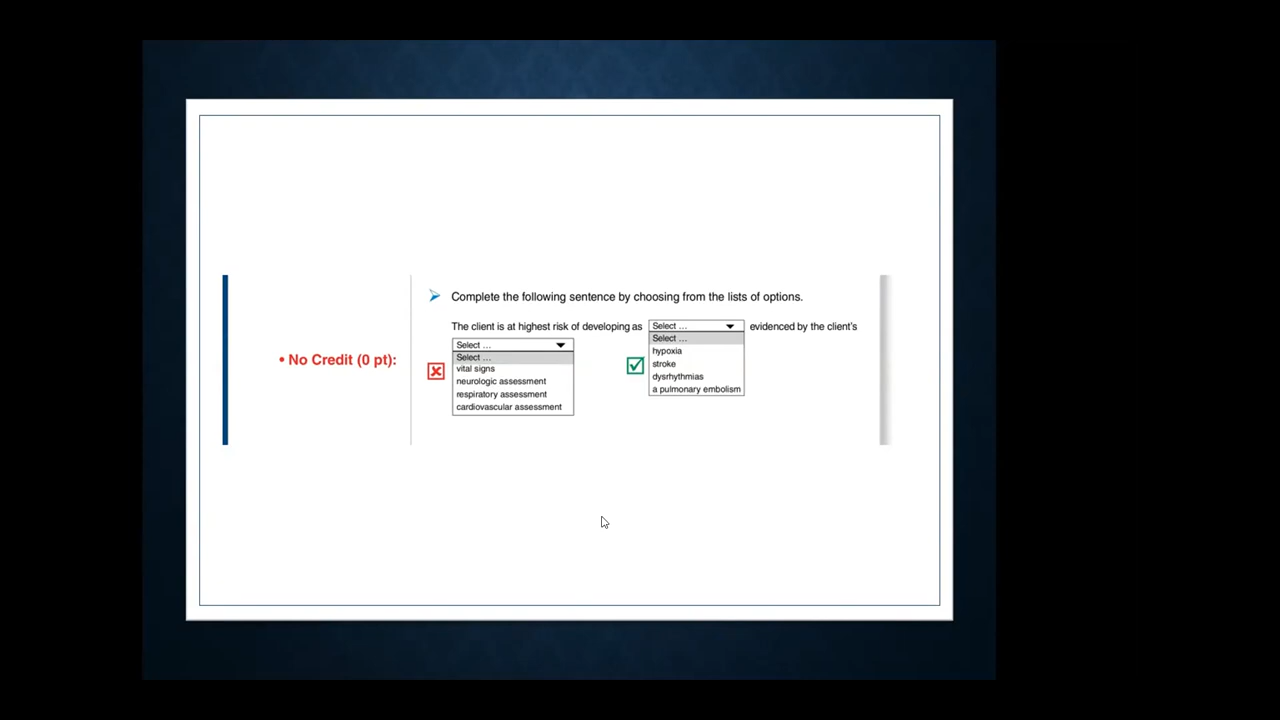 Complete the following sentence by choosing from the lists of options.
The client is at highest risk of developing as Select ... evidenced by the client's
Select ...
hypoxia
stroke
dysrhythmias
a pulmonary embolism
Select ...
Select ...
vital signs
neurologic assessment
respiratory assessment
cardiovascular assessment
• No Credit (0 pt):